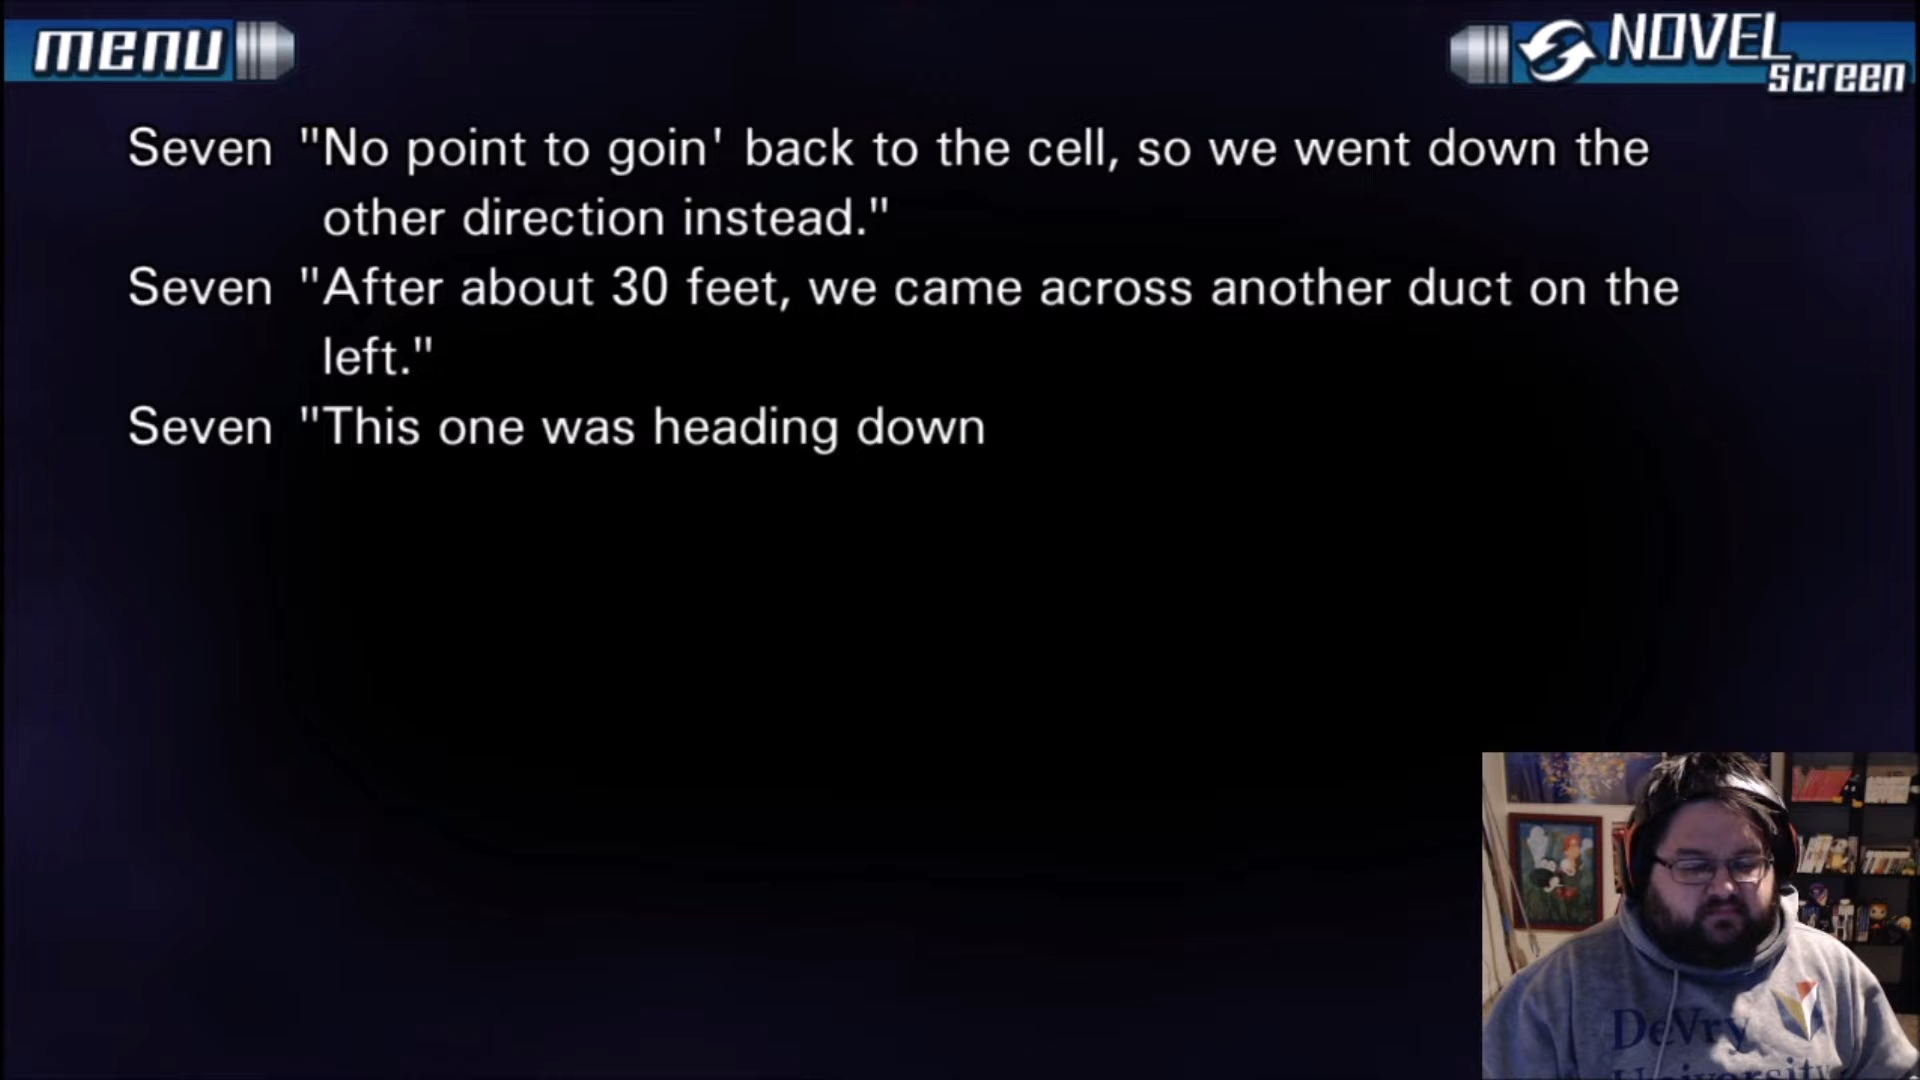 menu
NOVEL
screen
Seven "No point to goin' back to the cell, so we went down the
other direction instead."
Seven "After about 30 feet, we came across another duct on the
left."
Seven "This one was heading down
DeVry
University